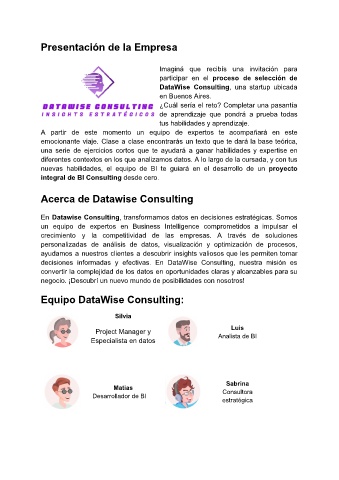 Presentación de la Empresa
Imaginá que recibís una invitación para
participar en el proceso de selección de
DataWise Consulting, una startup ubicada
en Buenos Aires.
DATAWISE CONSULTING
INSIGHTS ESTRATÉGICOS
¿Cuál sería el reto? Completar una pasantía
de aprendizaje que pondrá a prueba todas
tus habilidades y aprendizaje.
A partir de este momento un equipo de expertos te acompañará en este
emocionante viaje. Clase a clase encontrarás un texto que te dará la base teórica,
una serie de ejercicios cortos que te ayudará a ganar habilidades y expertise en
diferentes contextos en los que analizamos datos. A lo largo de la cursada, y con tus
nuevas habilidades, el equipo de BI te guiará en el desarrollo de un proyecto
integral de BI Consulting desde cero.
Acerca de Datawise Consulting
En Datawise Consulting, transformamos datos en decisiones estratégicas. Somos
un equipo de expertos en Business Intelligence comprometidos a impulsar el
crecimiento y la competitividad de las empresas. A través de soluciones
personalizadas de análisis de datos, visualización y optimización de procesos,
ayudamos a nuestros clientes a descubrir insights valiosos que les permiten tomar
decisiones informadas y efectivas. En DataWise Consulting, nuestra misión es
convertir la complejidad de los datos en oportunidades claras y alcanzables para su
negocio. ¡Descubrí un nuevo mundo de posibilidades con nosotros!
Equipo DataWise Consulting:
Silvia
Project Manager y
Especialista en datos
Luis
Analista de BI
Matías
Desarrollador de BI
Sabrina
Consultora
estratégica